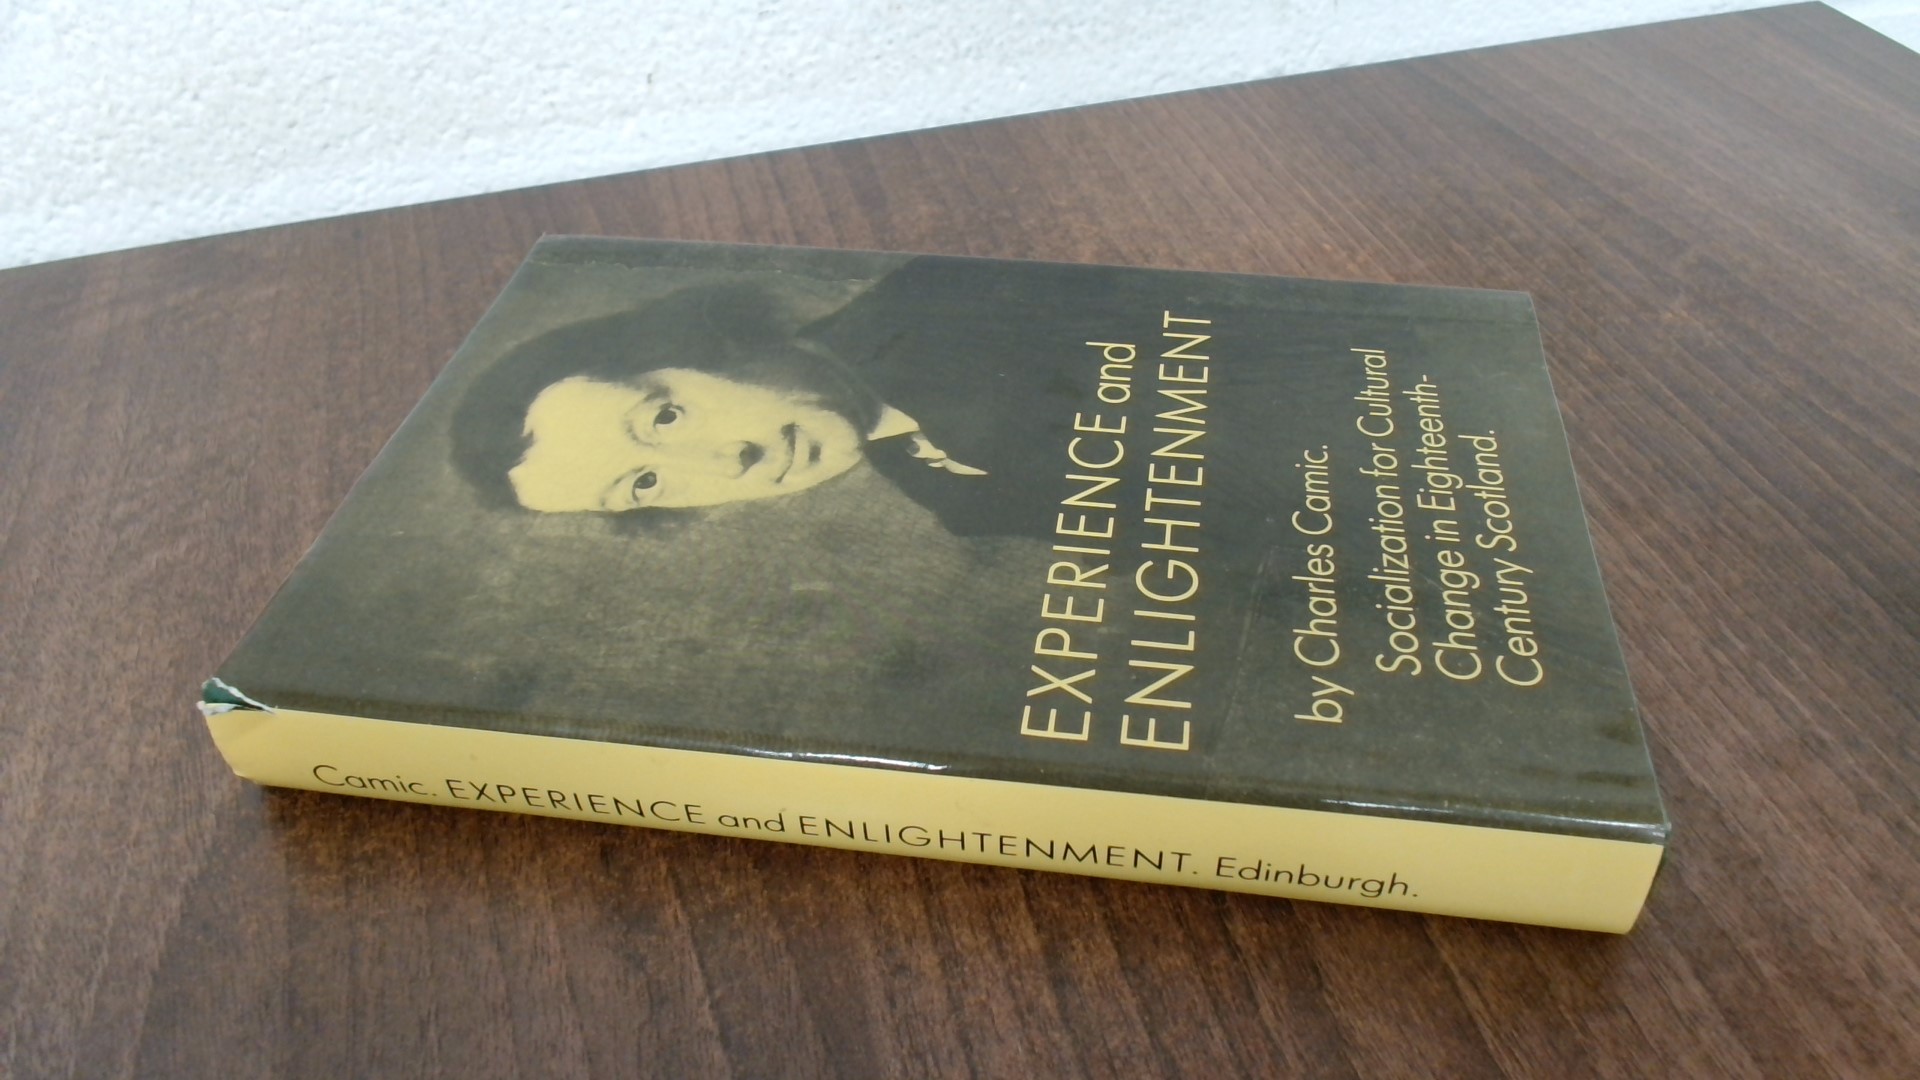 EXPERIENCE and
ENLIGHTENMENT
by Charles Camic.
Socialization for Cultural
Change in Eighteenth-
Century Scotland.
Camic. EXPERIENCE and ENLIGHTENMENT. Edinburgh.